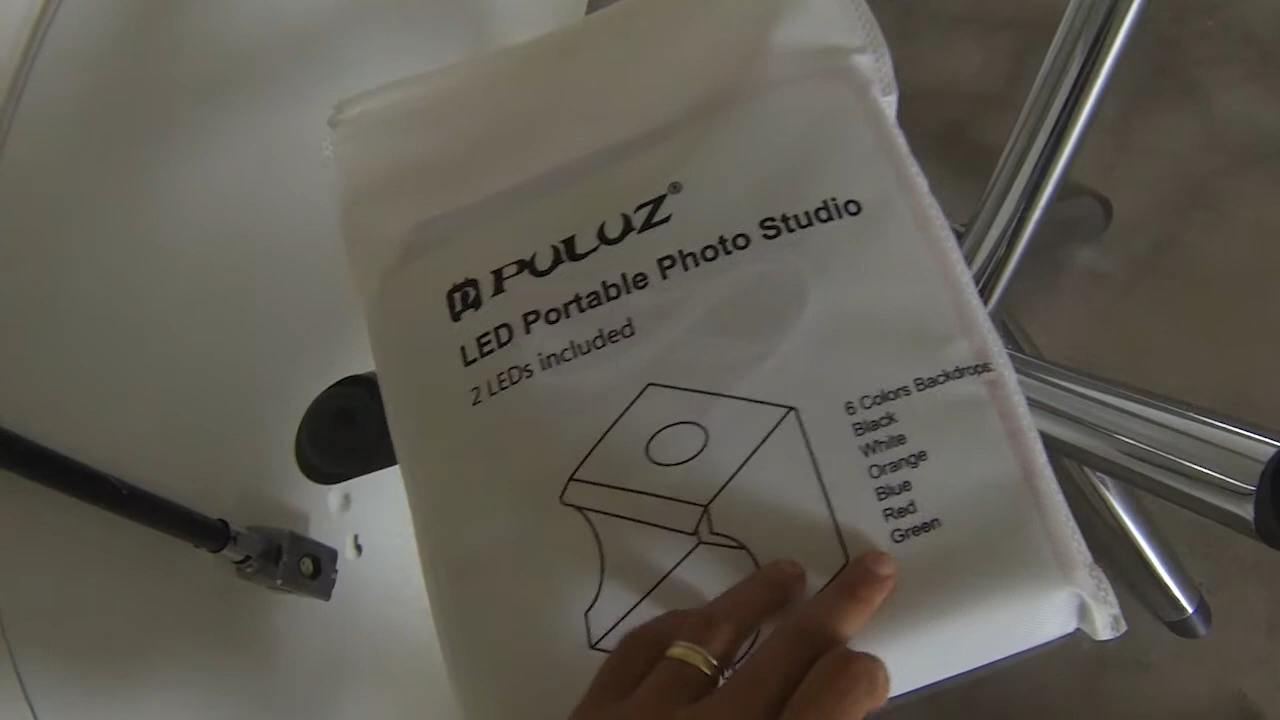 PULUZ®
LED Portable Photo Studio
2 LEDs included
6 Colors Backdrops:
Black
White
Orange
Blue
Red
Green